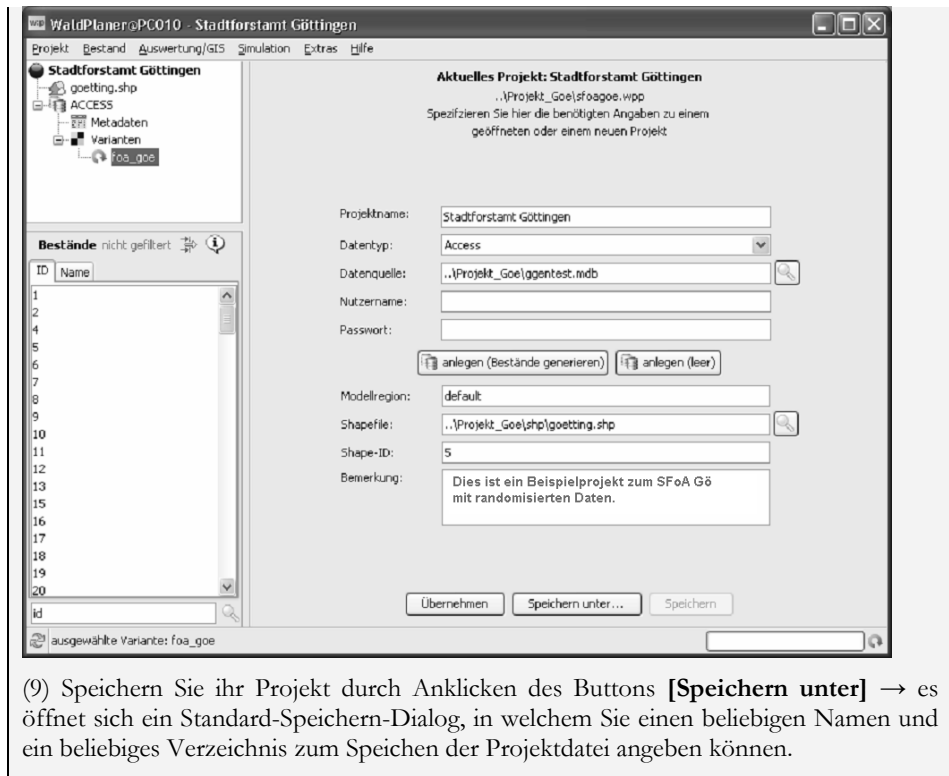 WaldPlaner@PC010 - Stadtforstamt Göttingen
Projekt Bestand Auswertung/GIS Simulation Extras Hilfe
Stadtforstamt Göttingen
goetting.shp
ACCESS
Metadaten
Varianten
foa_goe
Bestände nicht gefiltert
ID Name
1
2
4
5
6
7
8
9
10
11
12
13
15
16
17
18
19
20
id
Aktuelles Projekt: Stadtforstamt Göttingen
..\Projekt_Goe\sfoagoe.wpp
Spezifzieren Sie hier die benötigten Angaben zu einem
geöffneten oder einem neuen Projekt
Projektname: Stadtforstamt Göttingen
Datentyp: Access
Datenquelle: ..\Projekt_Goe\ggentest.mdb
Nutzername:
Passwort:
anlegen (Bestände generieren) anlegen (leer)
Modellregion: default
Shapefile: ..\Projekt_Goe\shp\goetting.shp
Shape-ID: 5
Bemerkung: Dies ist ein Beispielprojekt zum SFoA Gö
mit randomisierten Daten.
Übernehmen Speichern unter... Speichern
ausgewählte Variante: foa_goe
(9) Speichern Sie ihr Projekt durch Anklicken des Buttons [Speichern unter] → es
öffnet sich ein Standard-Speichern-Dialog, in welchem Sie einen beliebigen Namen und
ein beliebiges Verzeichnis zum Speichen der Projektdatei angeben können.